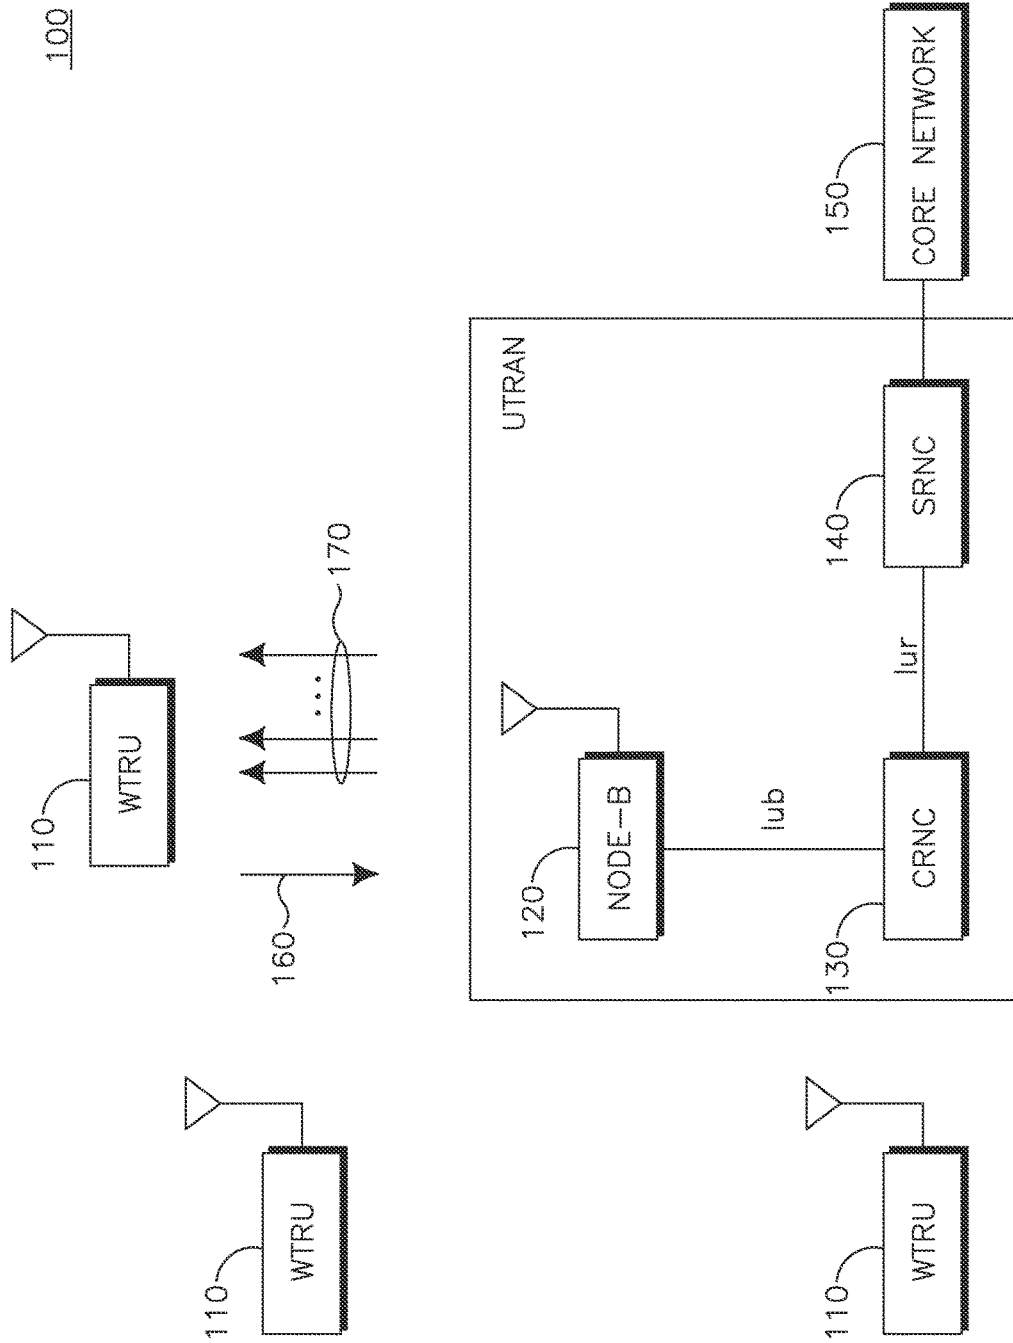 100
110
WTRU
110
160
WTRU
170
UTRAN
120
NODE-B
Iub
110
130
140
150
Iur
WTRU
CRNC
SRNC
CORE NETWORK